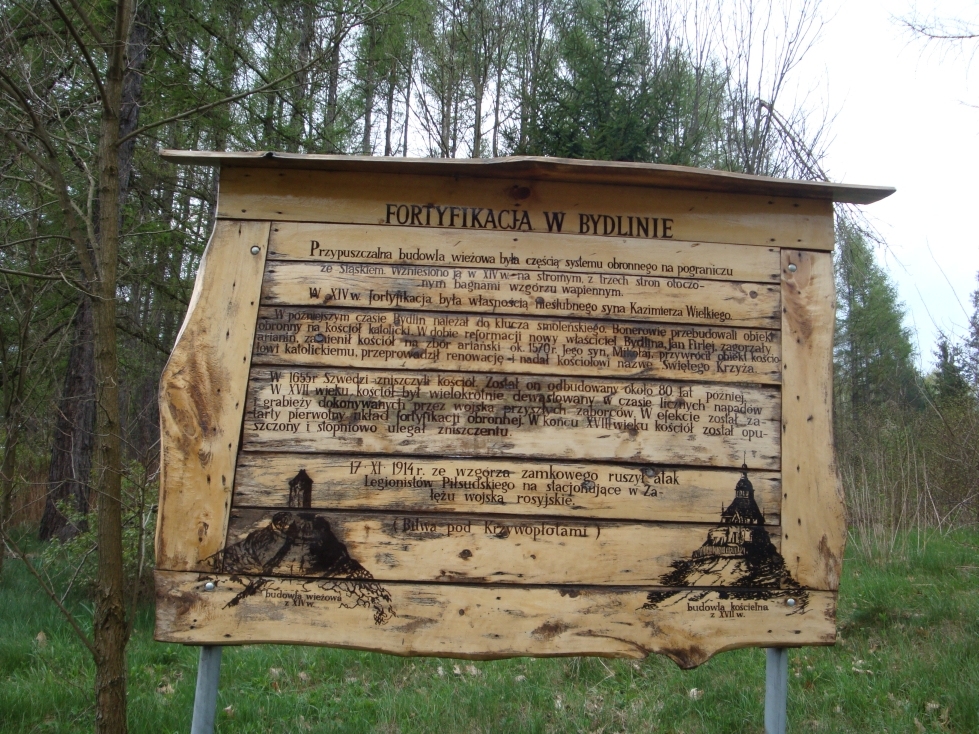 FORTYFIKACJA W BYDLINIE
Przypuszczalna budowla wieżowa była częścią systemu obronnego na pograniczu
ze Śląskiem. Wzniesiono ją w XIV w. na stromym, z trzech stron otoczo-
nym bagnami wzgórzu wapiennym.
W XIV w. fortyfikacja była własnością nieślubnego syna Kazimierza Wielkiego.
W późniejszym czasie Bydlin należał do klucza smoleńskiego. Bonerowie przebudowali obiekt
obronny na kościół katolicki. W dobie reformacji nowy właściciel Bydlina, Jan Firlej, zagorzały
arianin, zamienił kościół na zbór ariański ok. 1570r. Jego syn, Mikołaj, przywrócił obiekt kościo-
łowi katolickiemu, przeprowadził renowację i nadał kościołowi nazwę Świętego Krzyża.
W 1655r Szwedzi zniszczyli kościół. Został on odbudowany około 80 lat później.
W XVII wieku kościół był wielokrotnie dewastowany w czasie licznych napadów
i grabieży dokonywanych przez wojska przyszłych zaborców. W efekcie został za-
tarty pierwotny układ fortyfikacji obronnej. W końcu XVIII wieku kościół został opu-
szczony i stopniowo ulegał zniszczeniu.
17 XI 1914 r. ze wzgórza zamkowego ruszył atak
Legionistów Piłsudskiego na stacjonujące w Za-
łężu wojska rosyjskie.
(Bitwa pod Krzywopłotami)
budowla wieżowa
z XIV w.
budowla kościelna
z XVII w.